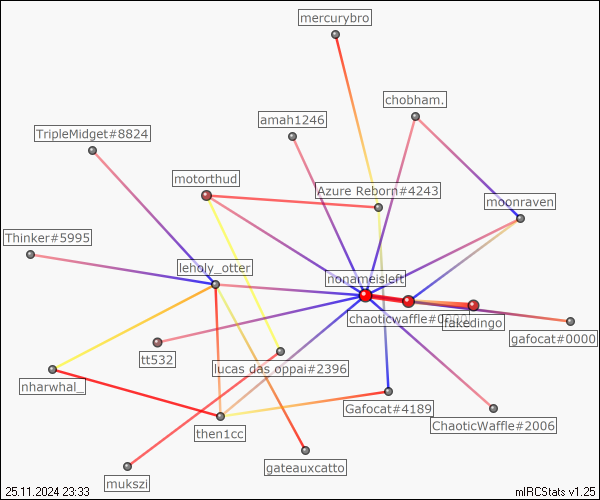 mercurybro
chobham.
amah1246
TripleMidget#8824
motorthud
Azure Reborn#4243
moonraven
Thinker#5995
leholy_otter
nonameisleft
chaoticwaffle#0000
fakedingo
gafocat#0000
tt532
lucas das oppai#2396
nharwhal_
Gafocat#4189
ChaoticWaffle#2006
then1cc
gateauxcatto
mukszi
25.11.2024 23:33
mIRCStats v1.25